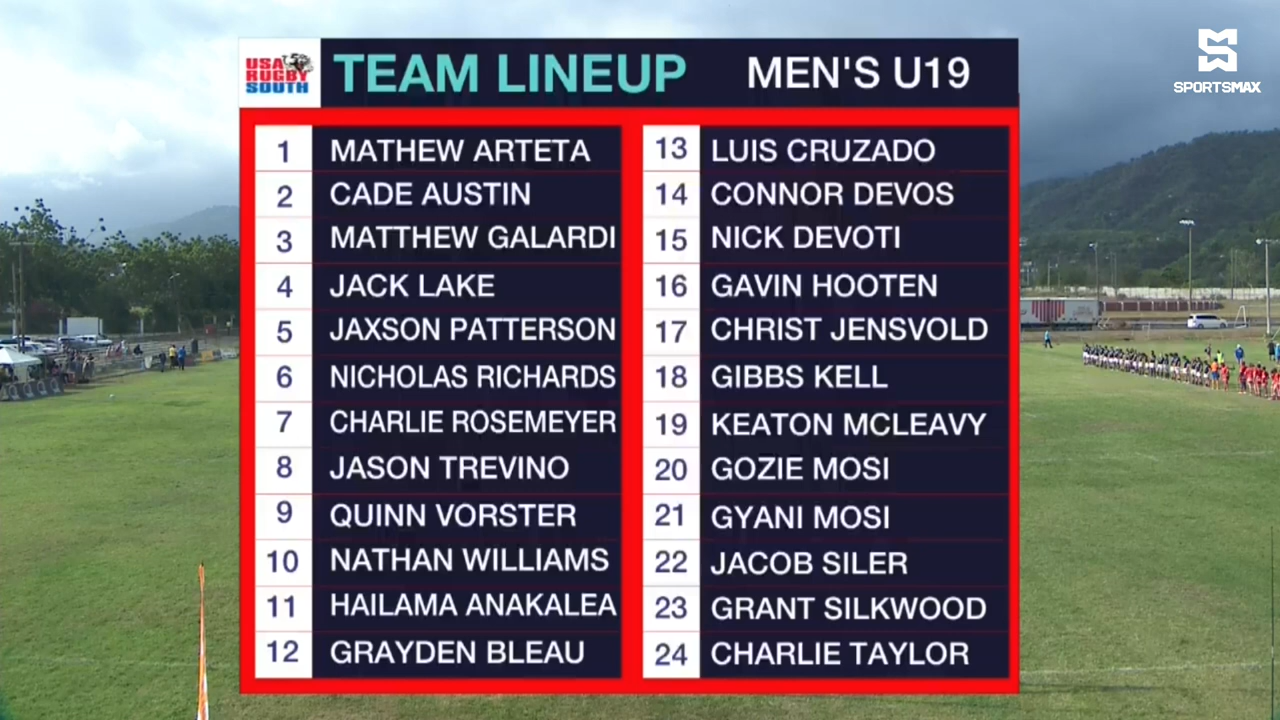 USA
RUGBY
SOUTH
TEAM LINEUP MEN'S U19
SPORTSMAX
1 MATHEW ARTETA
2 CADE AUSTIN
3 MATTHEW GALARDI
4 JACK LAKE
5 JAXSON PATTERSON
6 NICHOLAS RICHARDS
7 CHARLIE ROSEMEYER
8 JASON TREVINO
9 QUINN VORSTER
10 NATHAN WILLIAMS
11 HAILAMA ANAKALEA
12 GRAYDEN BLEAU
13 LUIS CRUZADO
14 CONNOR DEVOS
15 NICK DEVOTI
16 GAVIN HOOTEN
17 CHRIST JENSVOLD
18 GIBBS KELL
19 KEATON MCLEAVY
20 GOZIE MOSI
21 GYANI MOSI
22 JACOB SILER
23 GRANT SILKWOOD
24 CHARLIE TAYLOR